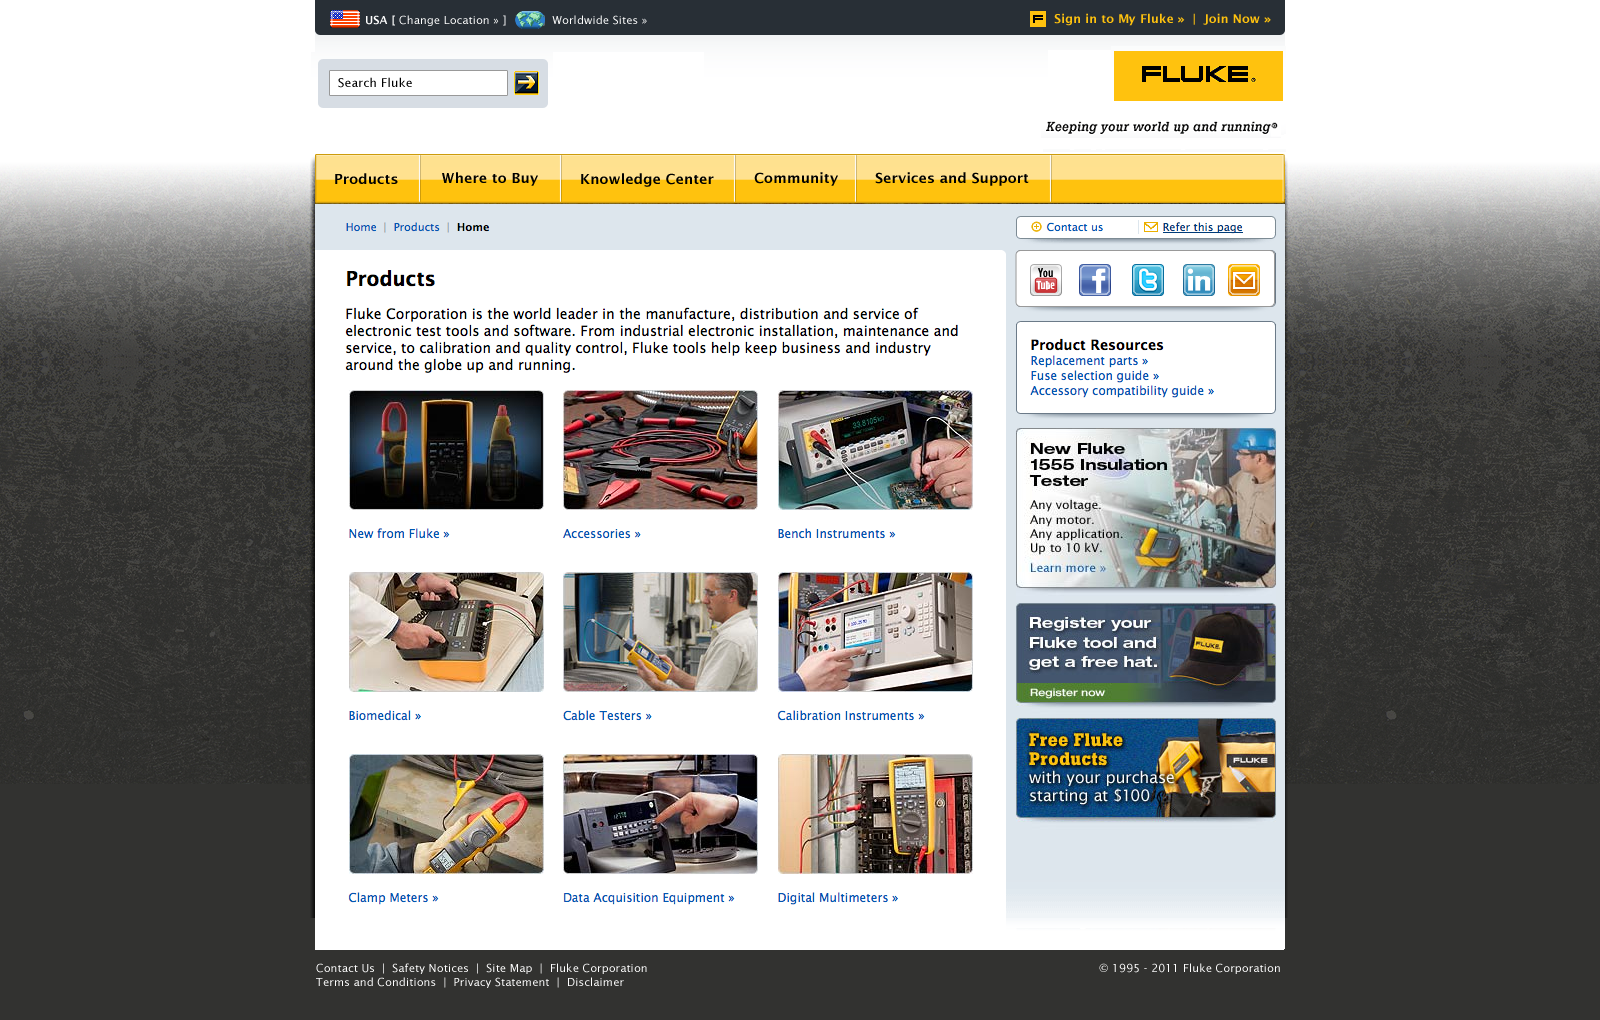 USA [ Change Location » ] Worldwide Sites »
Sign in to My Fluke » | Join Now »
Search Fluke
FLUKE®
Keeping your world up and running®
Products
Where to Buy
Knowledge Center
Community
Services and Support
Home | Products | Home
Contact us
Refer this page
Products
Fluke Corporation is the world leader in the manufacture, distribution and service of
electronic test tools and software. From industrial electronic installation, maintenance and
service, to calibration and quality control, Fluke tools help keep business and industry
around the globe up and running.
New from Fluke »
Accessories »
Bench Instruments »
Biomedical »
Cable Testers »
Calibration Instruments »
Clamp Meters »
Data Acquisition Equipment »
Digital Multimeters »
You
Tube
Product Resources
Replacement parts »
Fuse selection guide »
Accessory compatibility guide »
New Fluke
1555 Insulation
Tester
Any voltage.
Any motor.
Any application.
Up to 10 kV.
Learn more »
Register your
Fluke tool and
get a free hat.
Register now
FLUKE
Free Fluke
Products
with your purchase
starting at $100
FLUKE
Contact Us | Safety Notices | Site Map | Fluke Corporation
Terms and Conditions | Privacy Statement | Disclaimer
© 1995 - 2011 Fluke Corporation